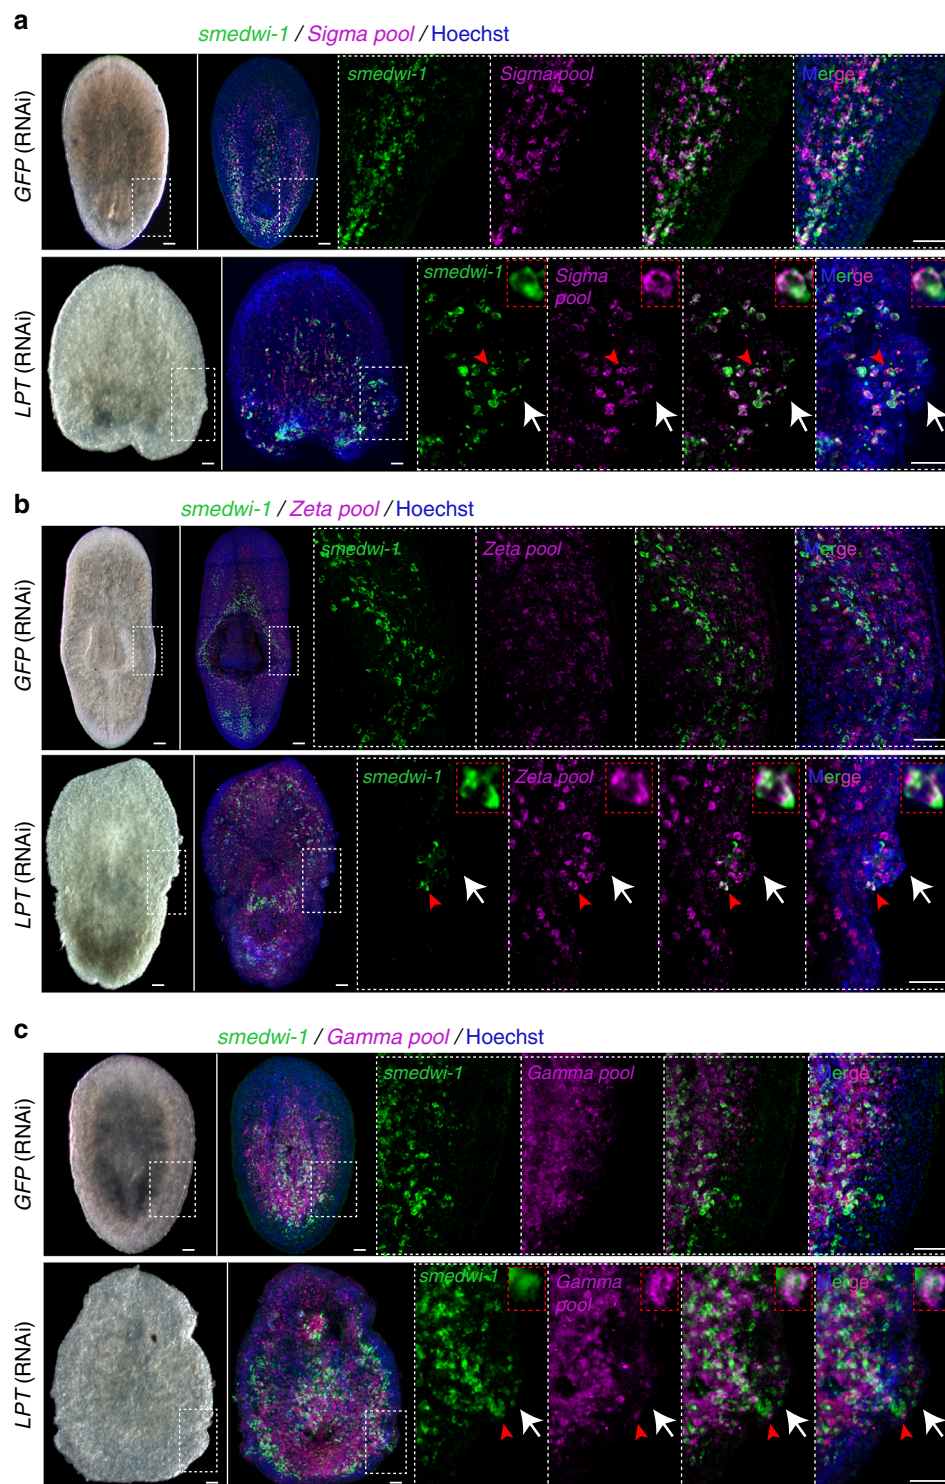 a
smedwi-1 / Sigma pool / Hoechst
GFP (RNAi)
smedwi-1
Sigma pool
Merge
LPT (RNAi)
smedwi-1
Sigma
pool
Merge
b
smedwi-1 / Zeta pool / Hoechst
GFP (RNAi)
smedwi-1
Zeta pool
Merge
LPT (RNAi)
smedwi-1
Zeta pool
Merge
c
smedwi-1 / Gamma pool / Hoechst
GFP (RNAi)
smedwi-1
Gamma pool
Merge
LPT (RNAi)
smedwi-1
Gamma
pool
Merge